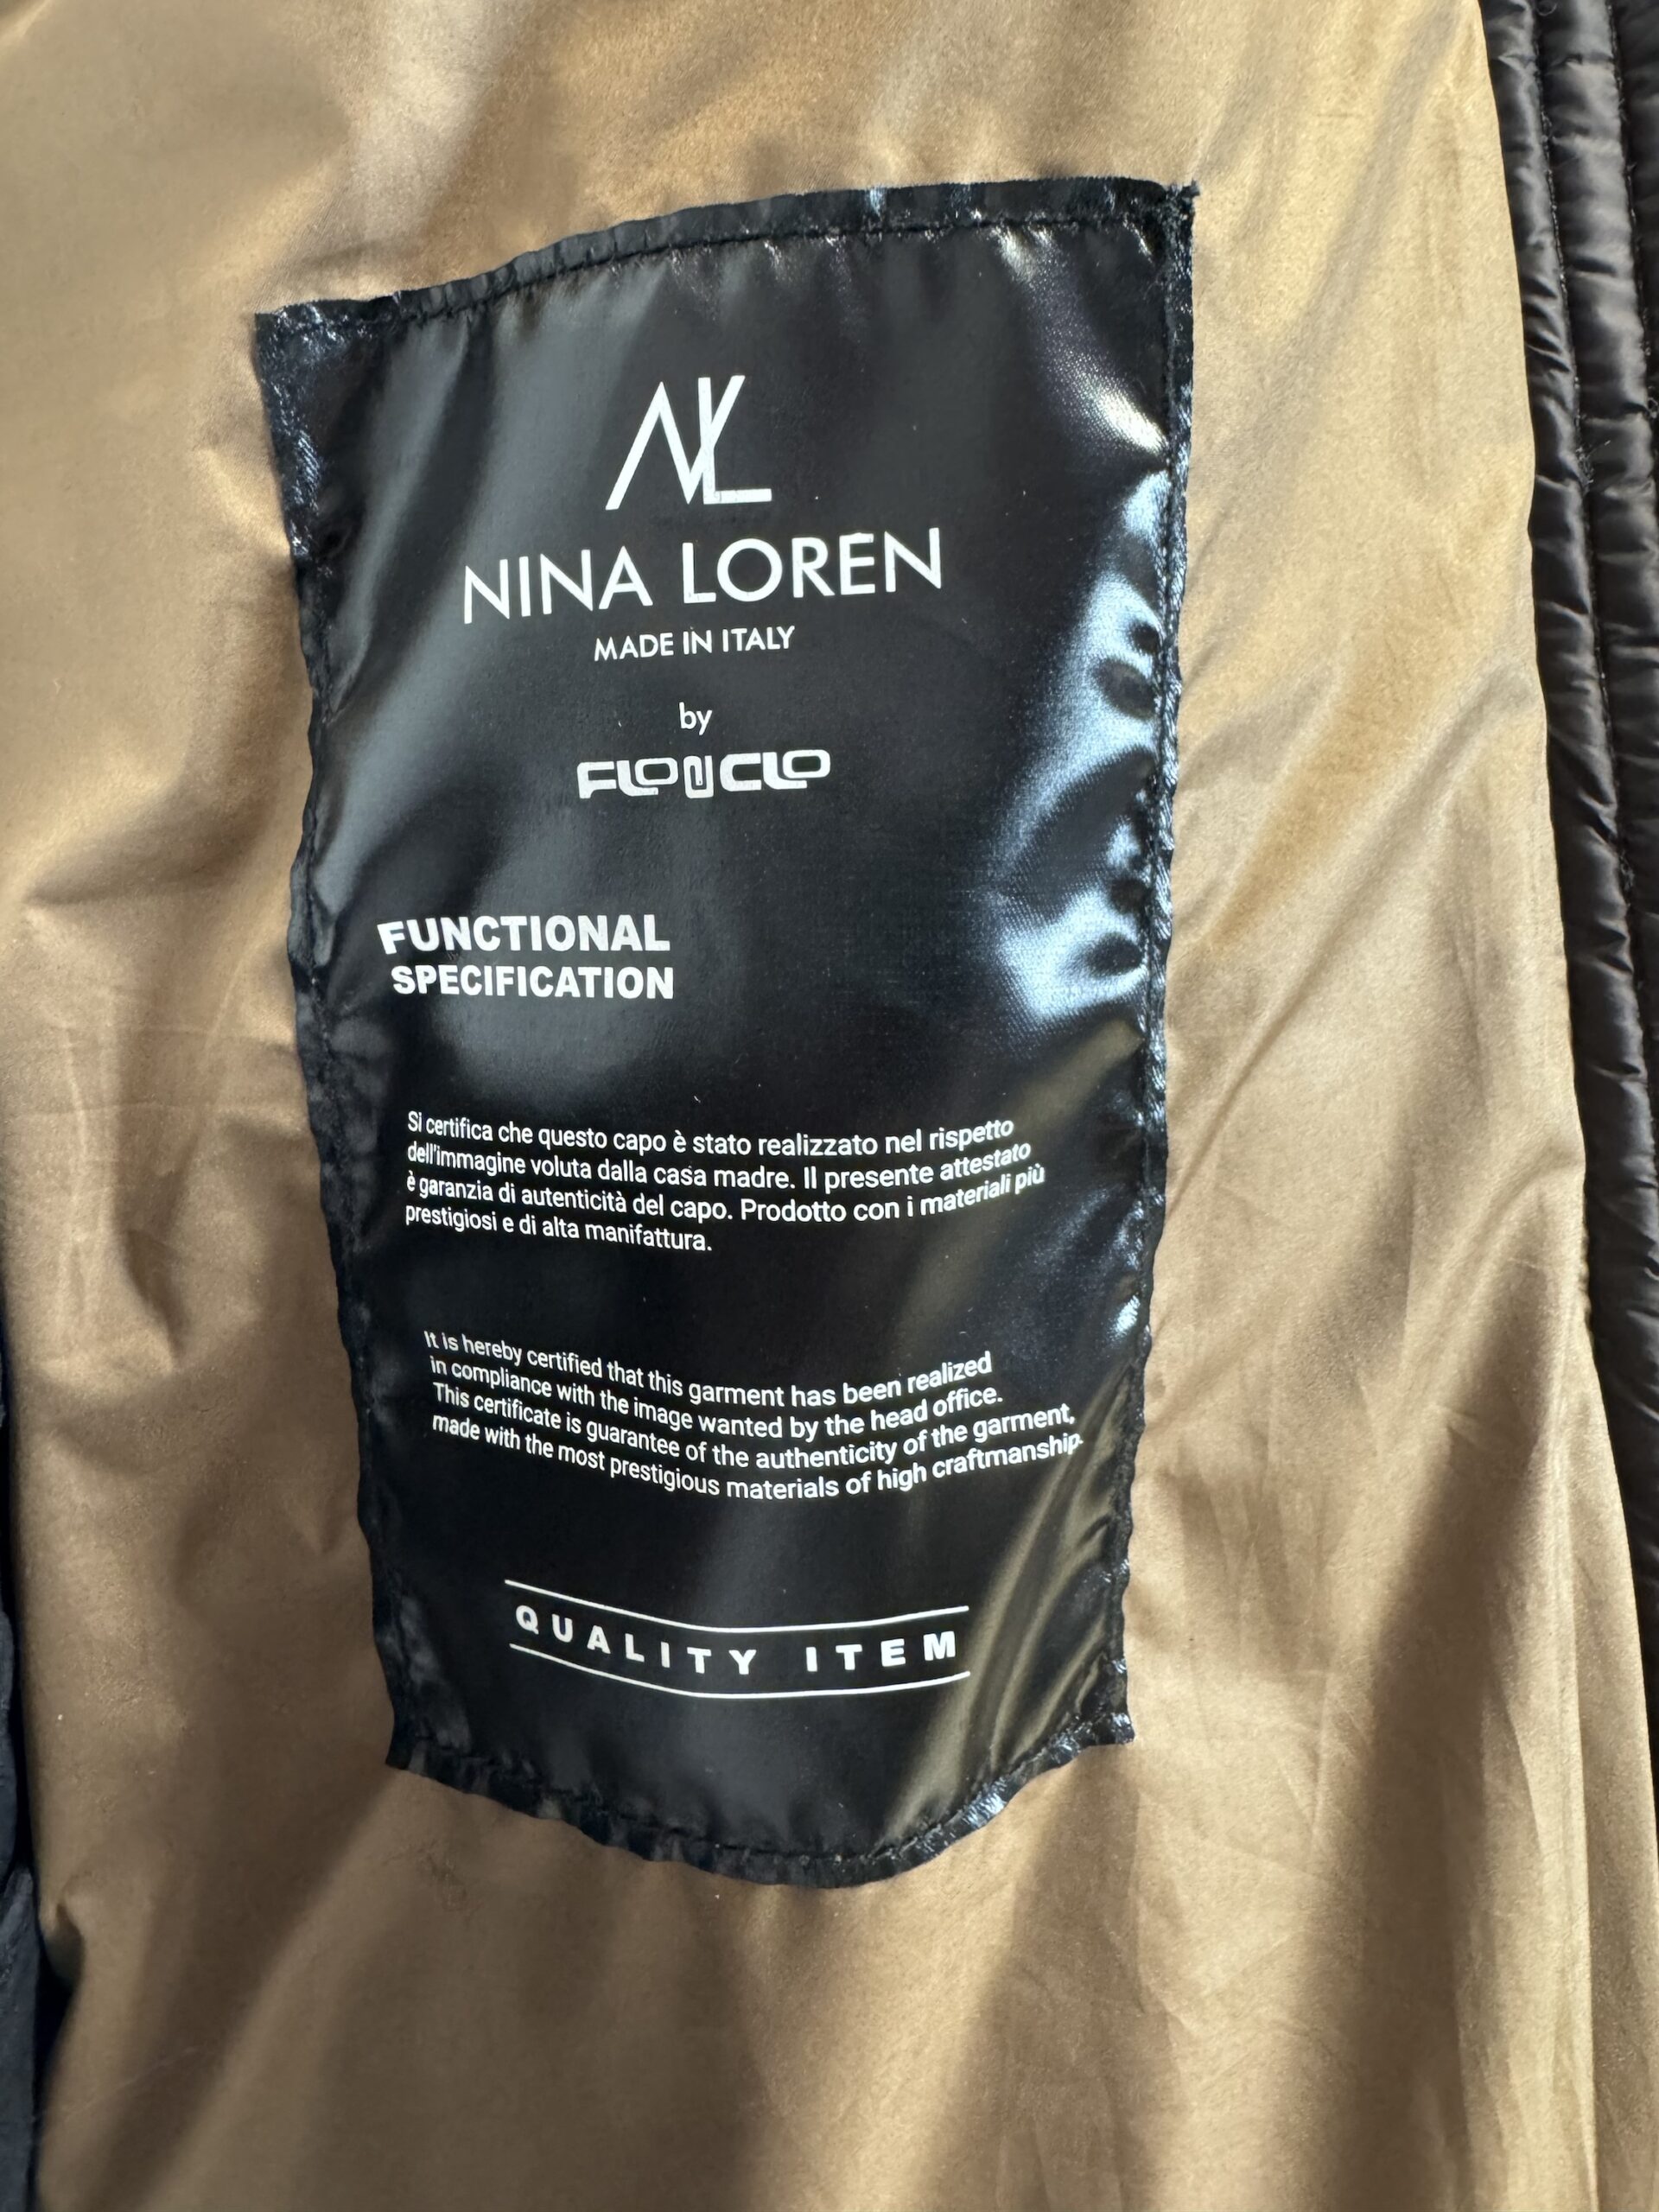 NL
NINA LOREN
MADE IN ITALY
by
FLO N CLO
FUNCTIONAL
SPECIFICATION
Si certifica che questo capo è stato realizzato nel rispetto
dell'immagine voluta dalla casa madre. Il presente attestato
è garanzia di autenticità del capo. Prodotto con i materiali più
prestigiosi e di alta manifattura.
It is hereby certified that this garment has been realized
in compliance with the image wanted by the head office.
This certificate is guarantee of the authenticity of the garment,
made with the most prestigious materials of high craftmanship.
QUALITY ITEM